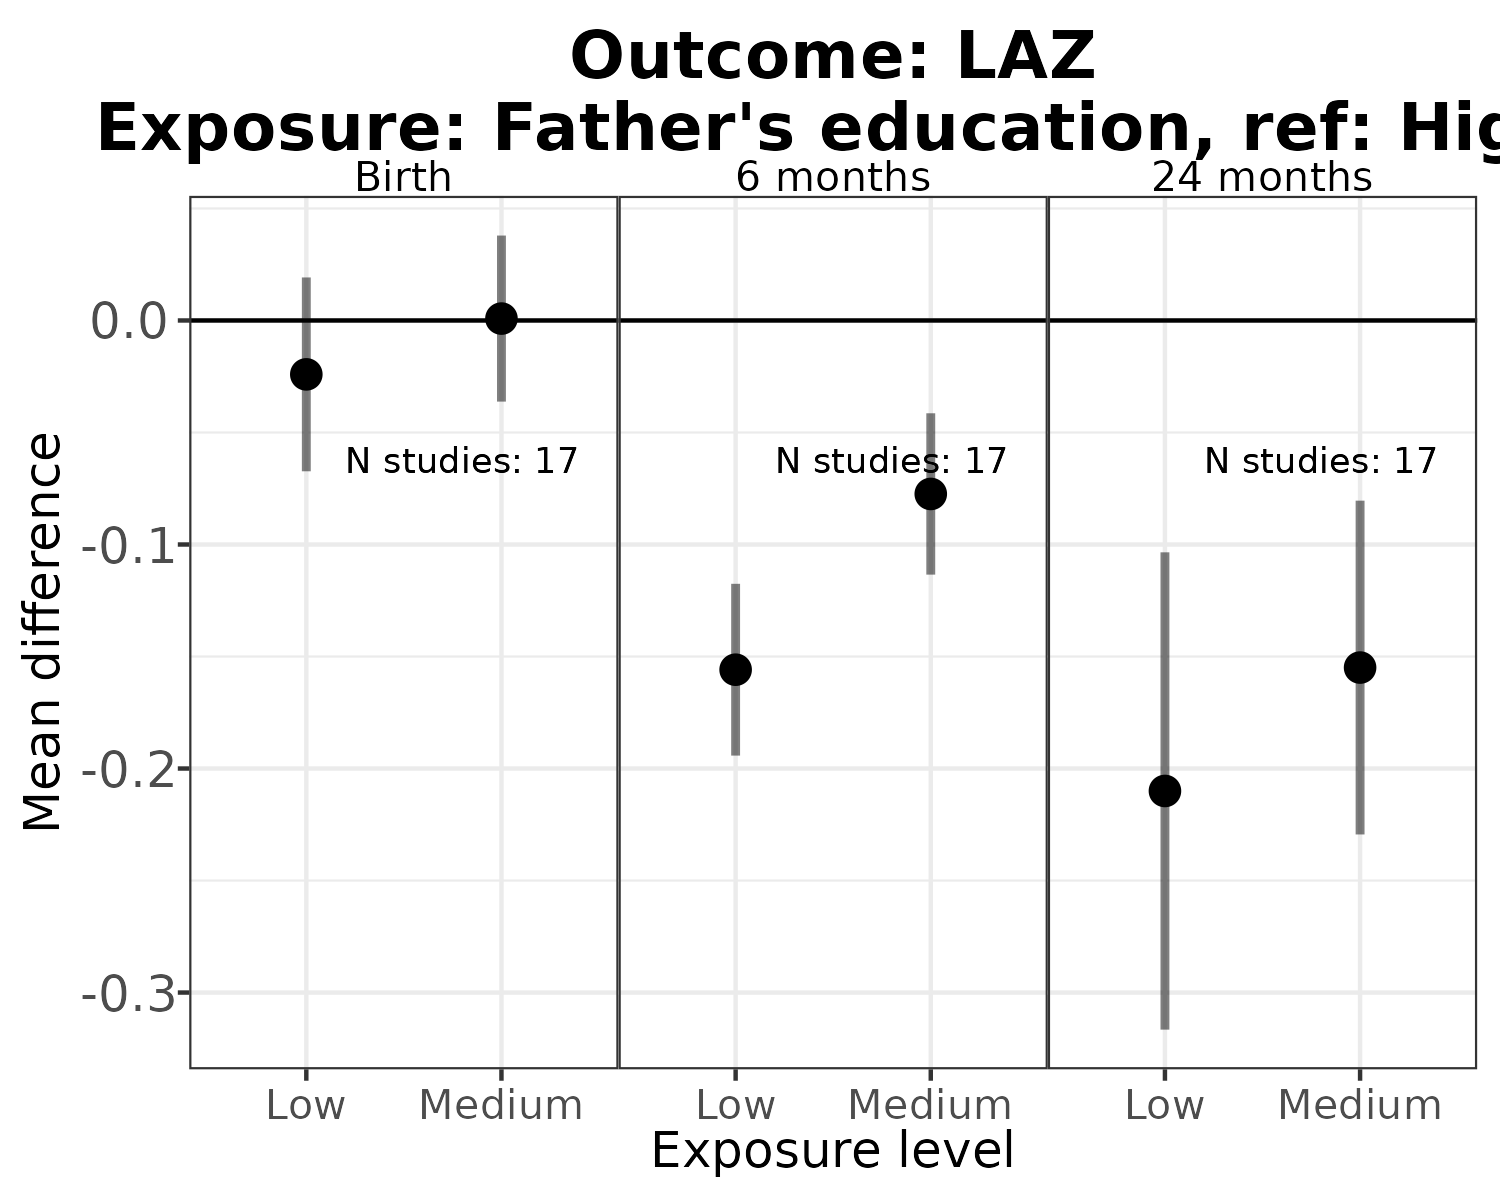 Outcome: LAZ
Exposure: Father's education, ref: Hig
Birth 6 months 24 months
0.0
-0.1
-0.2
-0.3
Mean difference
N studies: 17 N studies: 17 N studies: 17
Low Medium Low Medium Low Medium
Exposure level